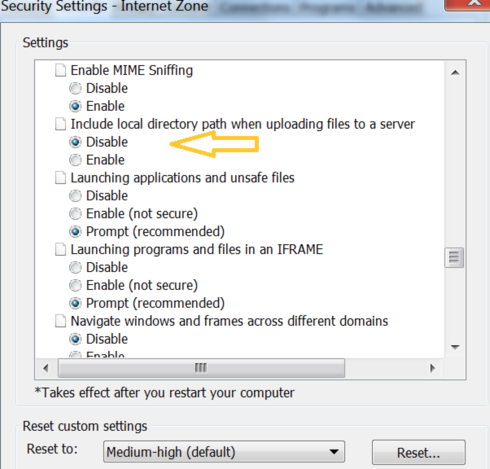 Security Settings - Internet Zone
Connections Programs Advanced
Settings
Enable MIME Sniffing
Disable
Enable
Include local directory path when uploading files to a server
Disable
Enable
Launching applications and unsafe files
Disable
Enable (not secure)
Prompt (recommended)
Launching programs and files in an IFRAME
Disable
Enable (not secure)
Prompt (recommended)
Navigate windows and frames across different domains
Disable
Enable
*Takes effect after you restart your computer
Reset custom settings
Reset to:
Medium-high (default)
Reset...